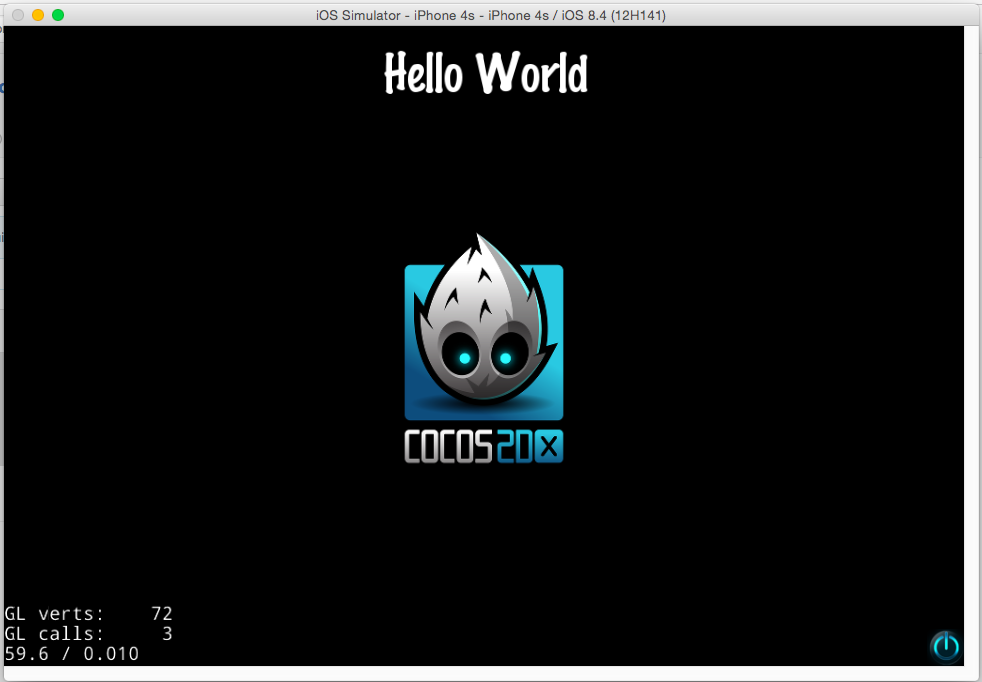 iOS Simulator - iPhone 4s - iPhone 4s / iOS 8.4 (12H141)
Hello World
COCOS2DX
GL verts: 72
GL calls: 3
59.6 / 0.010